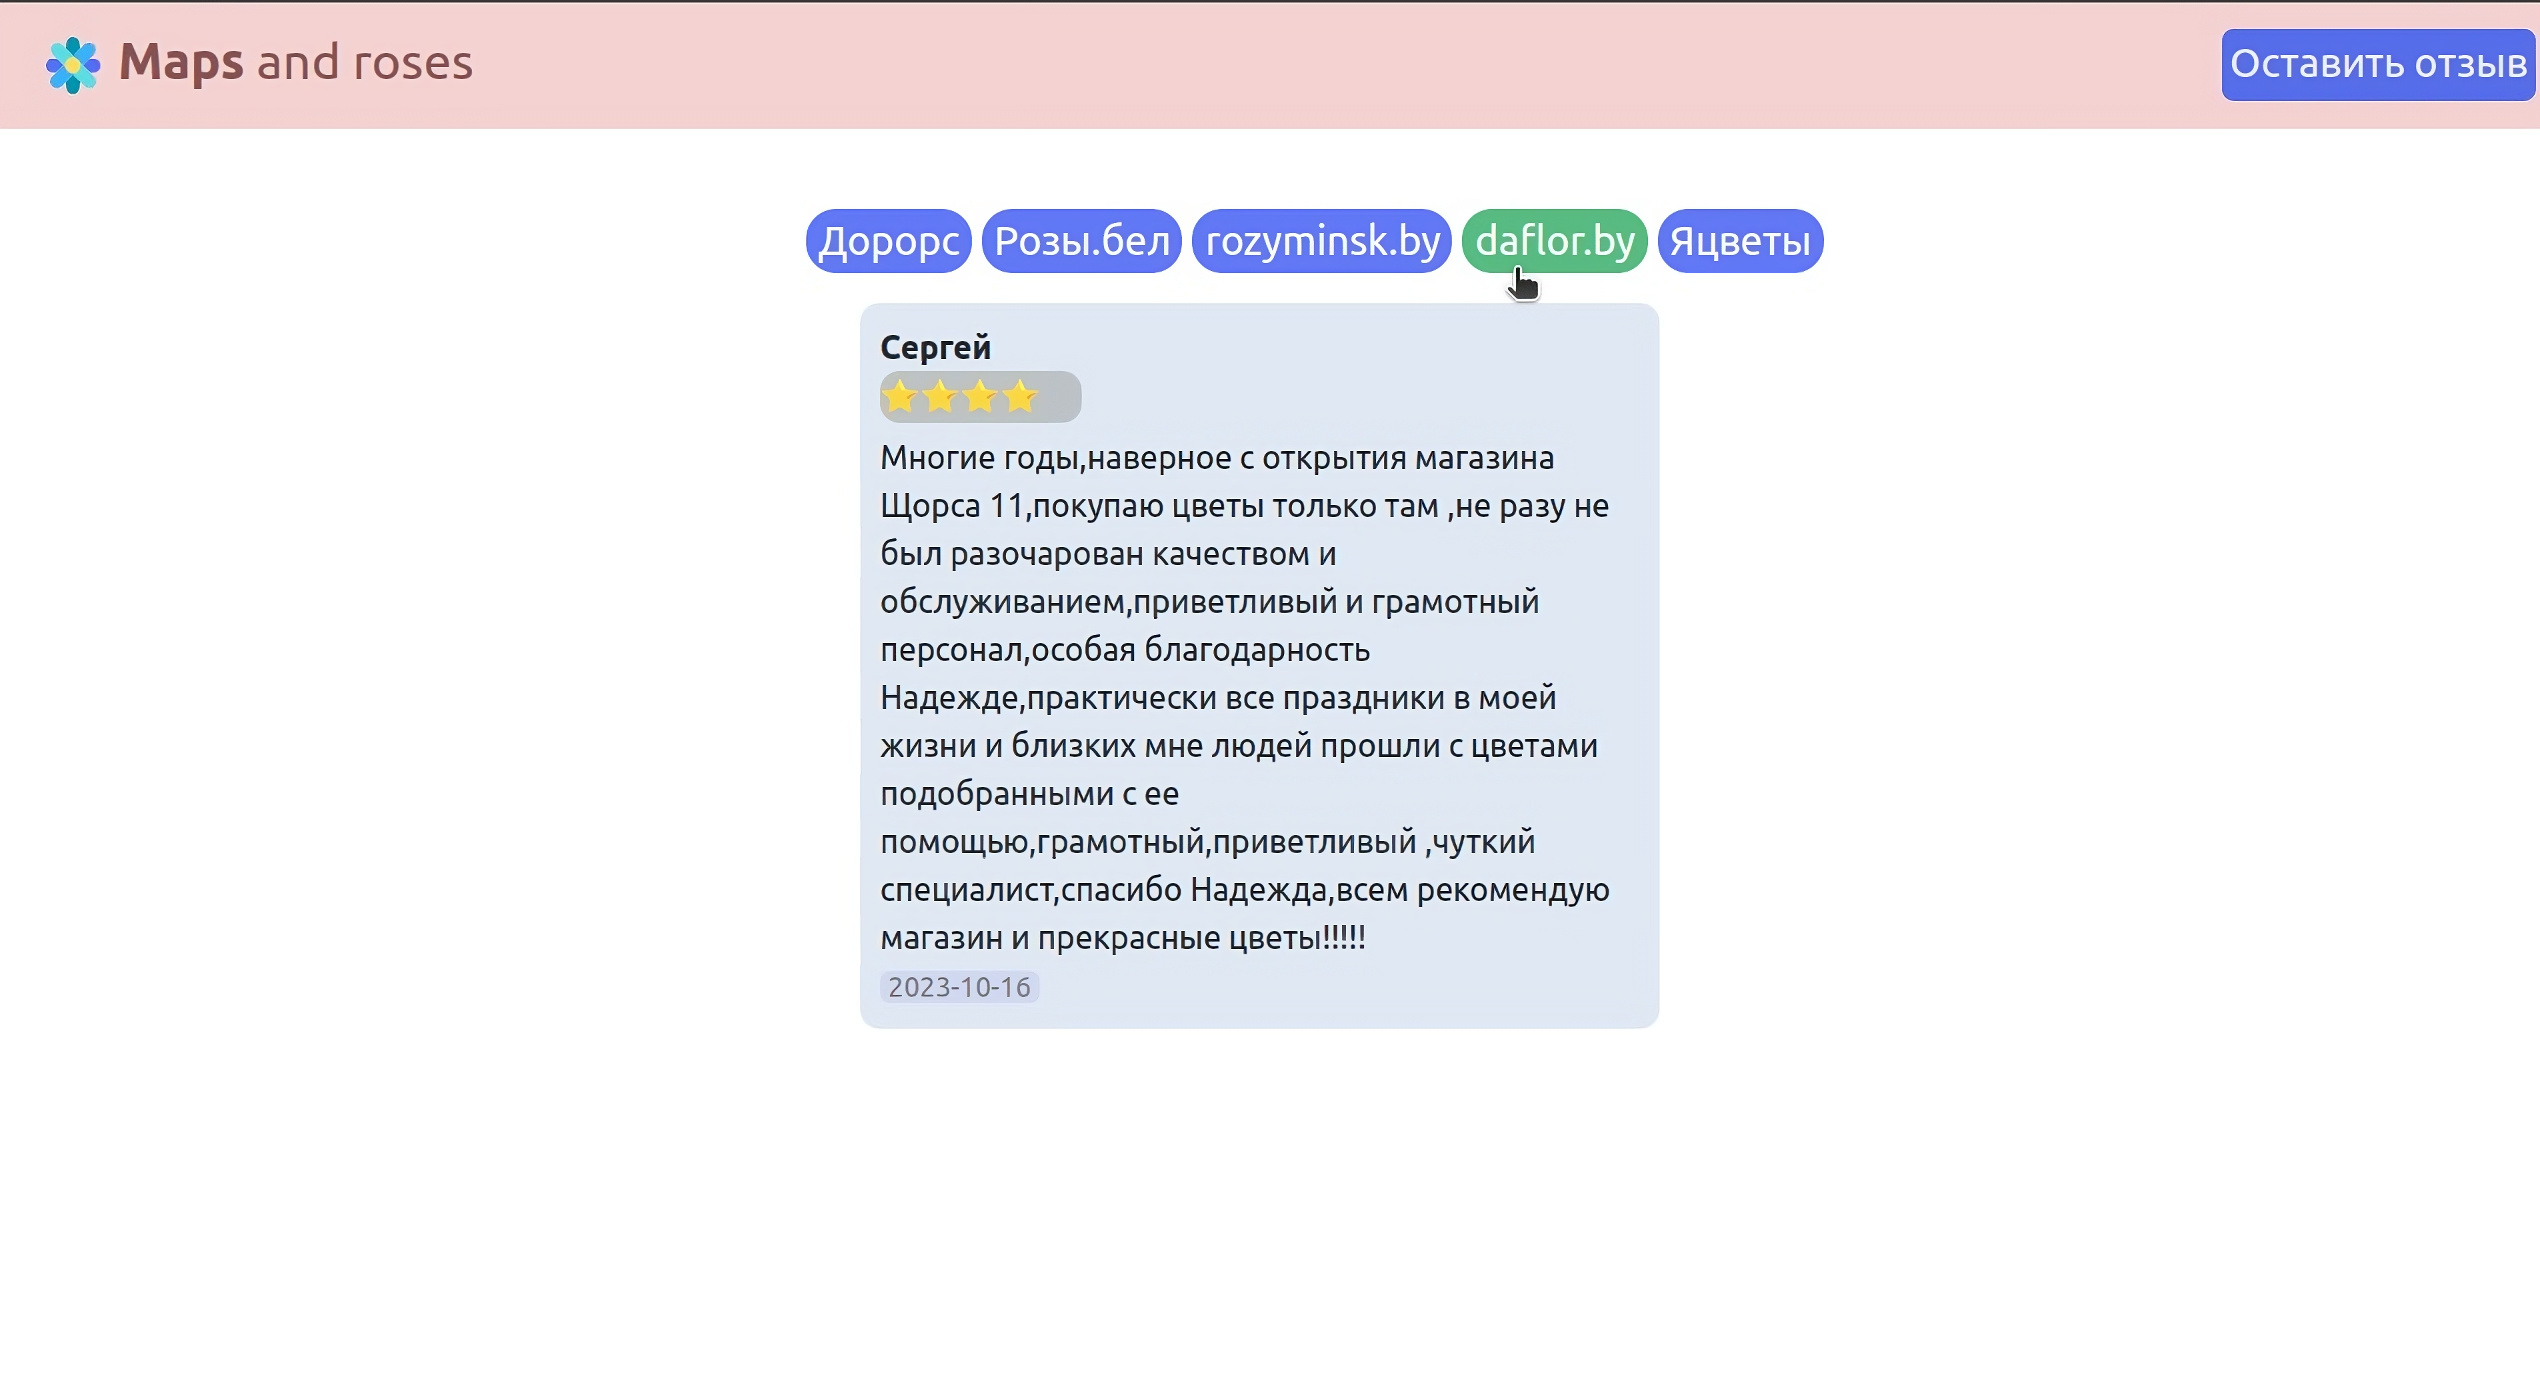 Maps and roses
Оставить отзыв
Дорорс Розы.бел rozyminsk.by daflor.by Яцветы
Сергей
Многие годы,наверное с открытия магазина
Щорса 11,покупаю цветы только там ,не разу не
был разочарован качеством и
обслуживанием,приветливый и грамотный
персонал,особая благодарность
Надежде,практически все праздники в моей
жизни и близких мне людей прошли с цветами
подобранными с ее
помощью,грамотный,приветливый ,чуткий
специалист,спасибо Надежда,всем рекомендую
магазин и прекрасные цветы!!!!!
2023-10-16